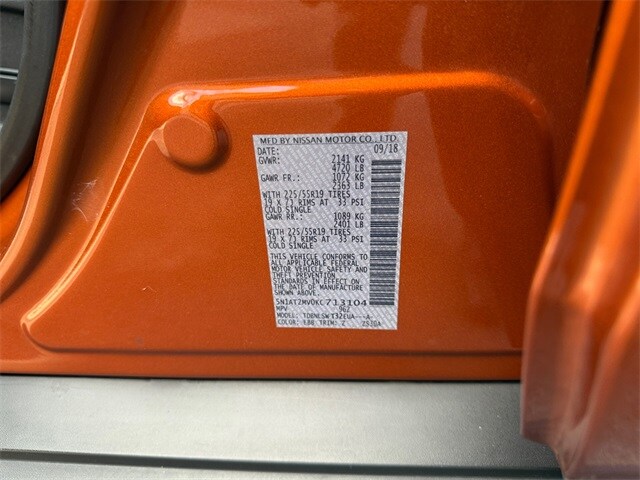 MFD BY NISSAN MOTOR CO., LTD.
DATE: 09/18
GVWR: 2141 KG
4720 LB
GAWR FR.: 1072 KG
2363 LB
WITH 225/55R19 TIRES
19 X 7J RIMS AT 33 PSI
COLD SINGLE
GAWR RR.: 1089 KG
2401 LB
WITH 225/55R19 TIRES
19 X 7J RIMS AT 33 PSI
COLD SINGLE
THIS VEHICLE CONFORMS TO
ALL APPLICABLE FEDERAL
MOTOR VEHICLE SAFETY AND
THEFT PREVENTION
STANDARDS IN EFFECT ON
THE DATE OF MANUFACTURE
SHOWN ABOVE.
5N1AT2MV0KC713104
MPV 962
MODEL:
COLOR: EBB TRIM: Z